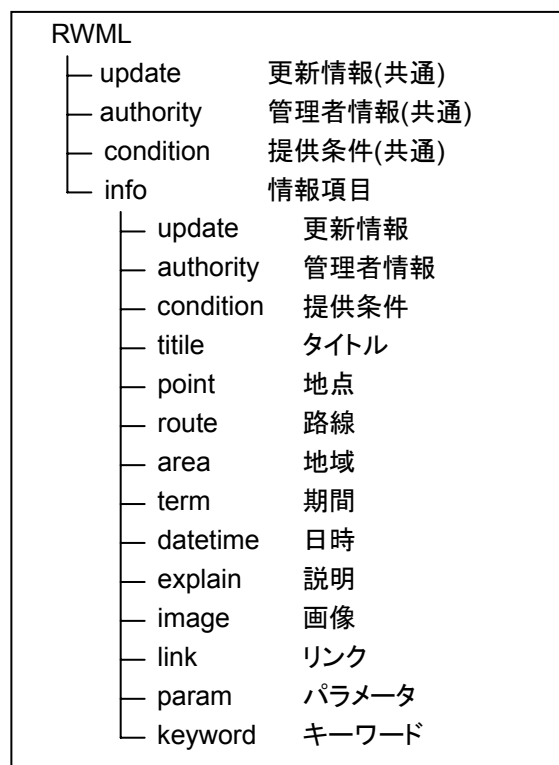 RWML
update 更新情報(共通)
authority 管理者情報(共通)
condition 提供条件(共通)
info 情報項目
update 更新情報
authority 管理者情報
condition 提供条件
titile タイトル
point 地点
route 路線
area 地域
term 期間
datetime 日時
explain 説明
image 画像
link リンク
param パラメータ
keyword キーワード